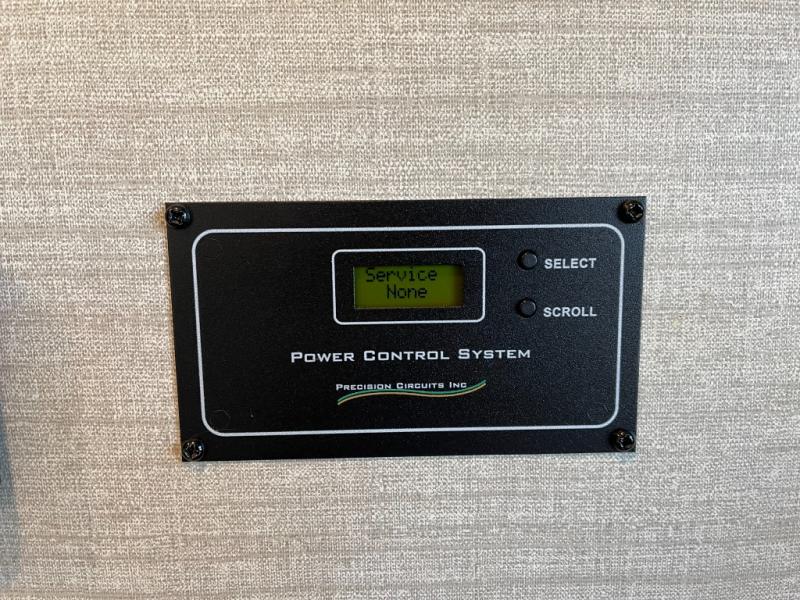 Service
None
SELECT
SCROLL
POWER CONTROL SYSTEM
PRECISION CIRCUITS INC